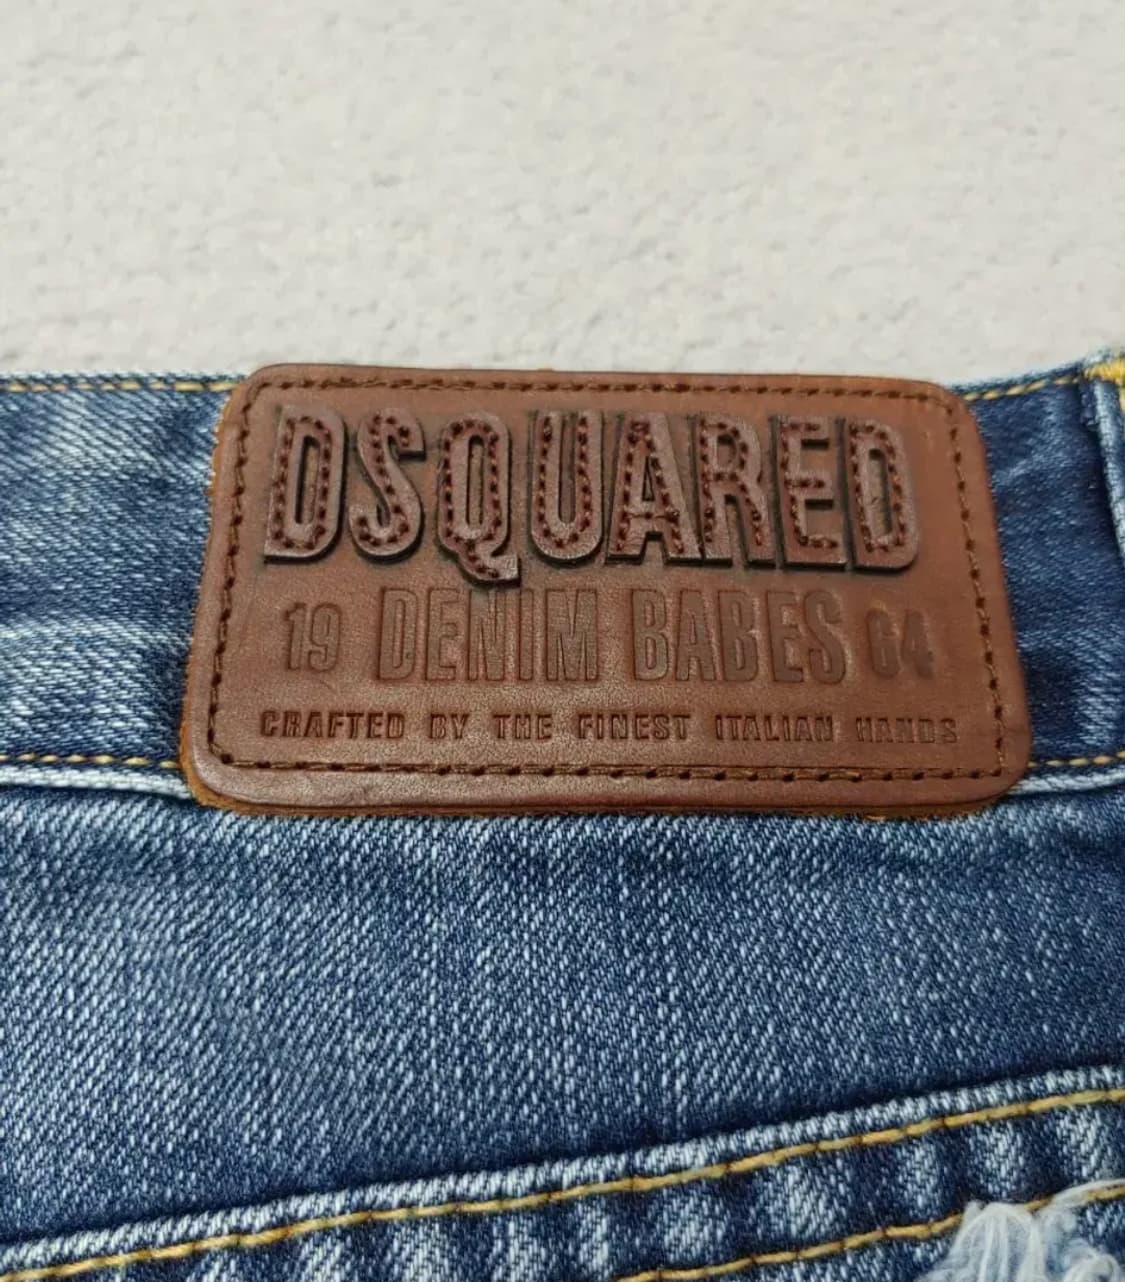 DSQUARED
19 DENIM BABES 64
CRAFTED BY THE FINEST ITALIAN HANDS